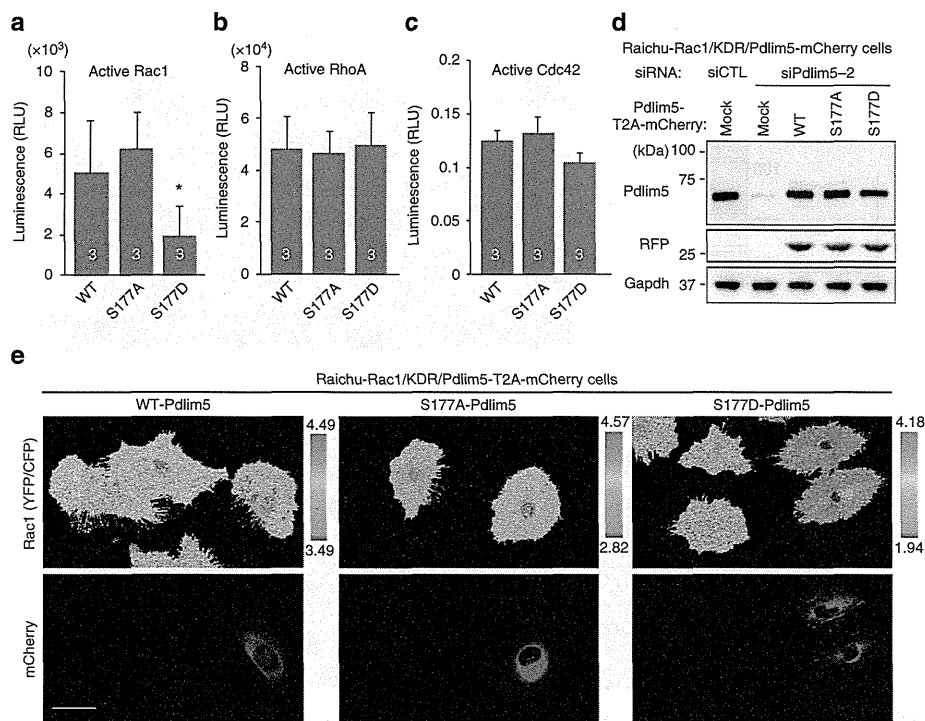 a
(×10³)
Active Rac1
Luminescence (RLU)
10
8
6
4
2
0
3
3
3
*
WT
S177A
S177D
b
(×10⁴)
Active RhoA
Luminescence (RLU)
8
6
4
2
0
3
3
3
WT
S177A
S177D
c
Active Cdc42
Luminescence (RLU)
0.2
0.15
0.1
0.05
0
3
3
3
WT
S177A
S177D
d
Raichu-Rac1/KDR/Pdlim5-mCherry cells
siRNA: siCTL siPdlim5–2
Pdlim5-
T2A-mCherry: Mock Mock WT S177A S177D
(kDa) 100
75
Pdlim5
RFP
25
Gapdh 37
e
Raichu-Rac1/KDR/Pdlim5-T2A-mCherry cells
WT-Pdlim5 S177A-Pdlim5 S177D-Pdlim5
Rac1 (YFP/CFP)
4.49 4.57 4.18
3.49 2.82 1.94
mCherry